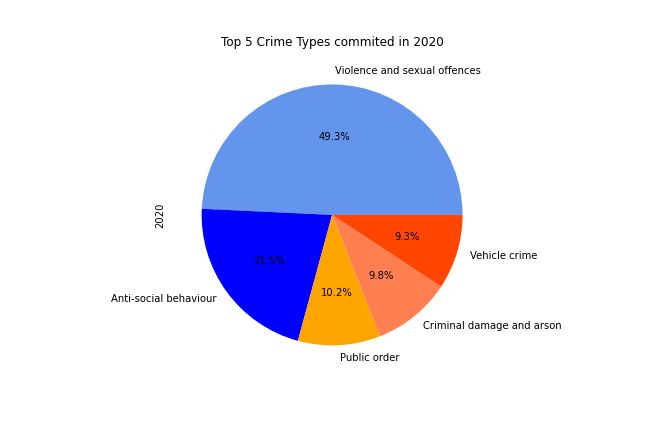 Top 5 Crime Types commited in 2020
Violence and sexual offences
49.3%
2020
21.5%
Anti-social behaviour
10.2%
Public order
9.8%
Criminal damage and arson
9.3%
Vehicle crime